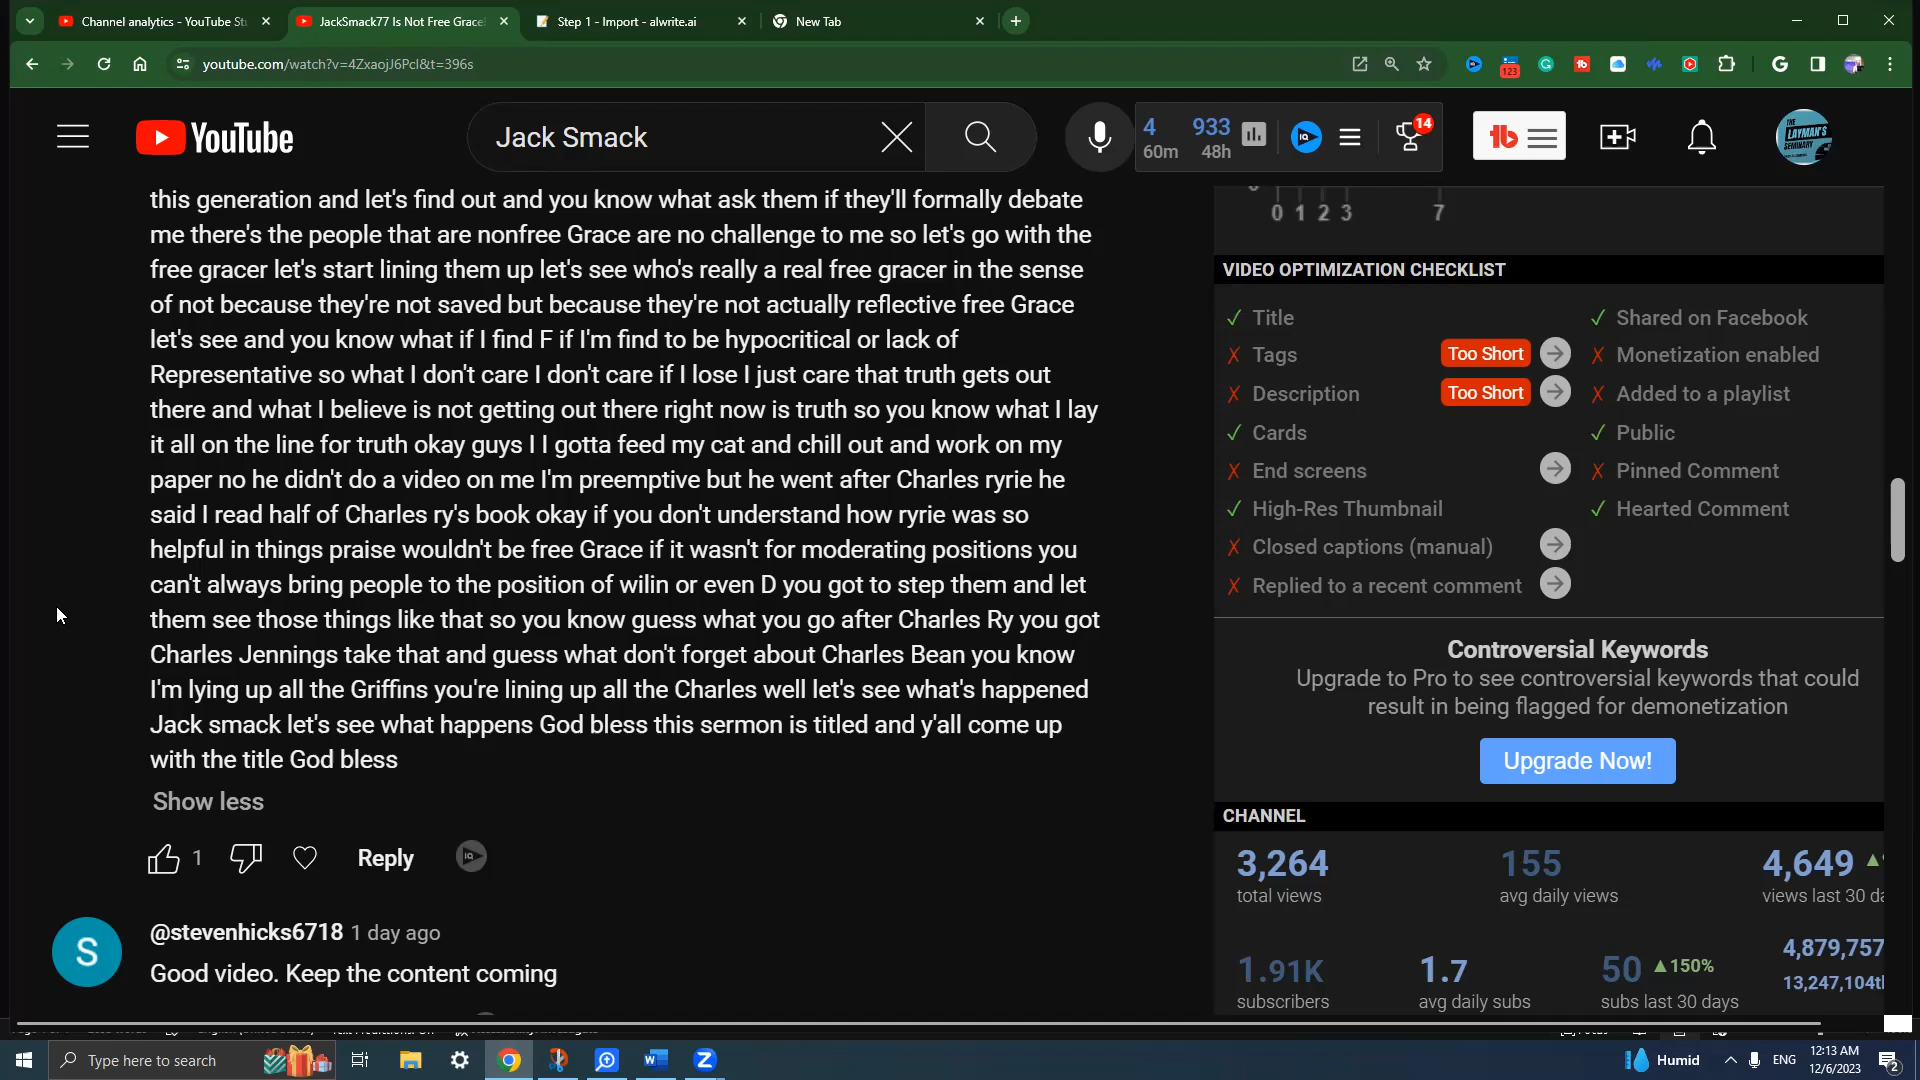 Channel analytics - YouTube Stu
JackSmack77 Is Not Free Grace
Step 1 - Import - alwrite.ai
New Tab
youtube.com/watch?v=4ZxaojJ6PcI&t=396s
123
YouTube
Jack Smack
4
60m
933
48h
14
this generation and let's find out and you know what ask them if they'll formally debate
me there's the people that are nonfree Grace are no challenge to me so let's go with the
free gracer let's start lining them up let's see who's really a real free gracer in the sense
of not because they're not saved but because they're not actually reflective free Grace
let's see and you know what if I find F if I'm find to be hypocritical or lack of
Representative so what I don't care I don't care if I lose I just care that truth gets out
there and what I believe is not getting out there right now is truth so you know what I lay
it all on the line for truth okay guys I I gotta feed my cat and chill out and work on my
paper no he didn't do a video on me I'm preemptive but he went after Charles ryrie he
said I read half of Charles ry's book okay if you don't understand how ryrie was so
helpful in things praise wouldn't be free Grace if it wasn't for moderating positions you
can't always bring people to the position of wilin or even D you got to step them and let
them see those things like that so you know guess what you go after Charles Ry you got
Charles Jennings take that and guess what don't forget about Charles Bean you know
I'm lying up all the Griffins you're lining up all the Charles well let's see what's happened
Jack smack let's see what happens God bless this sermon is titled and y'all come up
with the title God bless
Show less
1
Reply
S
@stevenhicks6718 1 day ago
Good video. Keep the content coming
0 1 2 3 7
VIDEO OPTIMIZATION CHECKLIST
Title
Tags Too Short
Description Too Short
Cards
End screens
High-Res Thumbnail
Closed captions (manual)
Replied to a recent comment
Shared on Facebook
Monetization enabled
Added to a playlist
Public
Pinned Comment
Hearted Comment
Controversial Keywords
Upgrade to Pro to see controversial keywords that could
result in being flagged for demonetization
Upgrade Now!
CHANNEL
3,264
total views
155
avg daily views
4,649
views last 30 da
1.91K
subscribers
1.7
avg daily subs
50 ▲150%
subs last 30 days
4,879,757
13,247,104t
Type here to search
Humid
ENG
12:13 AM
12/6/2023
2